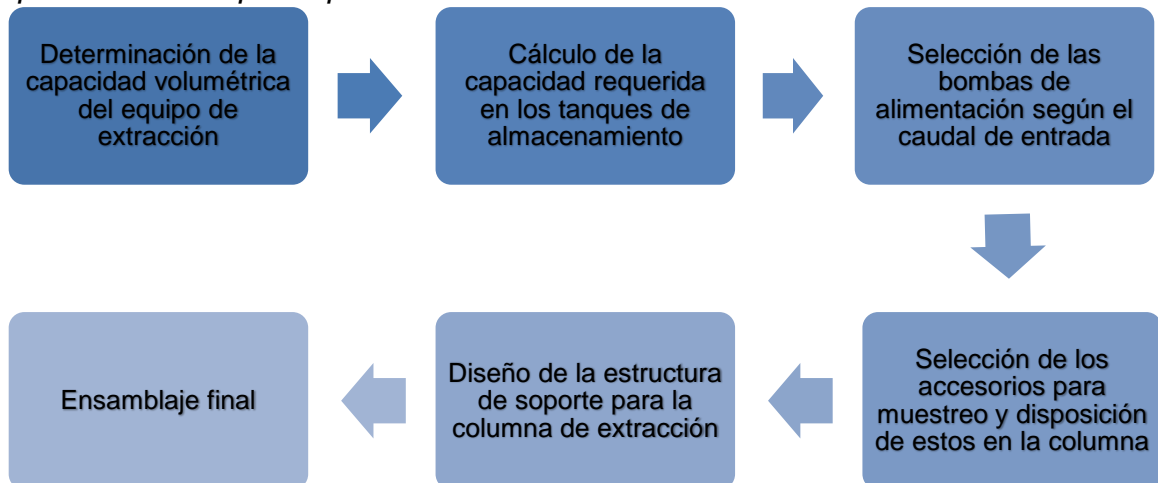 Determinación de la
capacidad volumétrica
del equipo de
extracción
Cálculo de la
capacidad requerida
en los tanques de
almacenamiento
Selección de las
bombas de
alimentación según el
caudal de entrada
Selección de los
accesorios para
muestreo y disposición
de estos en la columna
Diseño de la estructura
de soporte para la
columna de extracción
Ensamblaje final